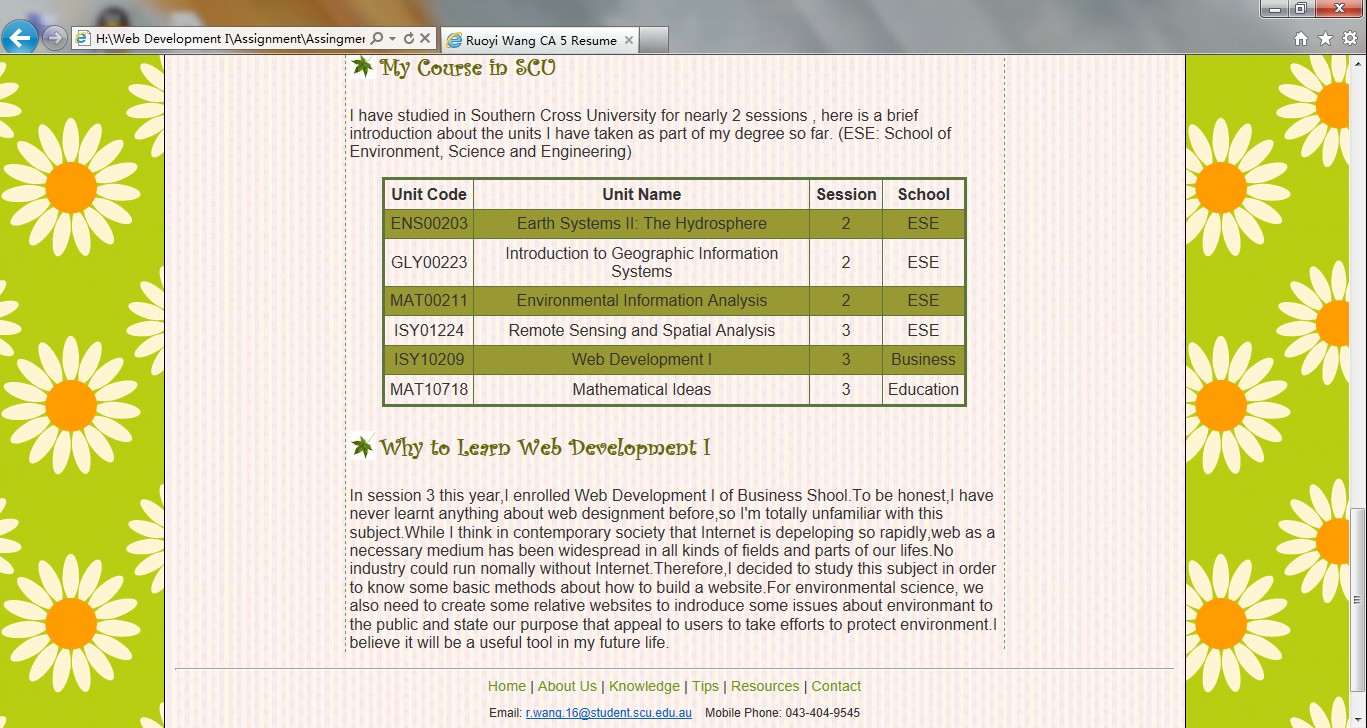 H:\Web Development I\Assignment\Assingmer
Ruoyi Wang CA 5 Resume
My Course in SCU
I have studied in Southern Cross University for nearly 2 sessions , here is a brief
introduction about the units I have taken as part of my degree so far. (ESE: School of
Environment, Science and Engineering)
Unit Code Unit Name Session School
ENS00203 Earth Systems II: The Hydrosphere 2 ESE
GLY00223 Introduction to Geographic Information
Systems 2 ESE
MAT00211 Environmental Information Analysis 2 ESE
ISY01224 Remote Sensing and Spatial Analysis 3 ESE
ISY10209 Web Development I 3 Business
MAT10718 Mathematical Ideas 3 Education
Why to Learn Web Development I
In session 3 this year,I enrolled Web Development I of Business Shool.To be honest,I have
never learnt anything about web designment before,so I'm totally unfamiliar with this
subject.While I think in contemporary society that Internet is depeloping so rapidly,web as a
necessary medium has been widespread in all kinds of fields and parts of our lifes.No
industry could run nomally without Internet.Therefore,I decided to study this subject in order
to know some basic methods about how to build a website.For environmental science, we
also need to create some relative websites to indroduce some issues about environmant to
the public and state our purpose that appeal to users to take efforts to protect environment.I
believe it will be a useful tool in my future life.
Home | About Us | Knowledge | Tips | Resources | Contact
Email: r.wang.16@student.scu.edu.au Mobile Phone: 043-404-9545